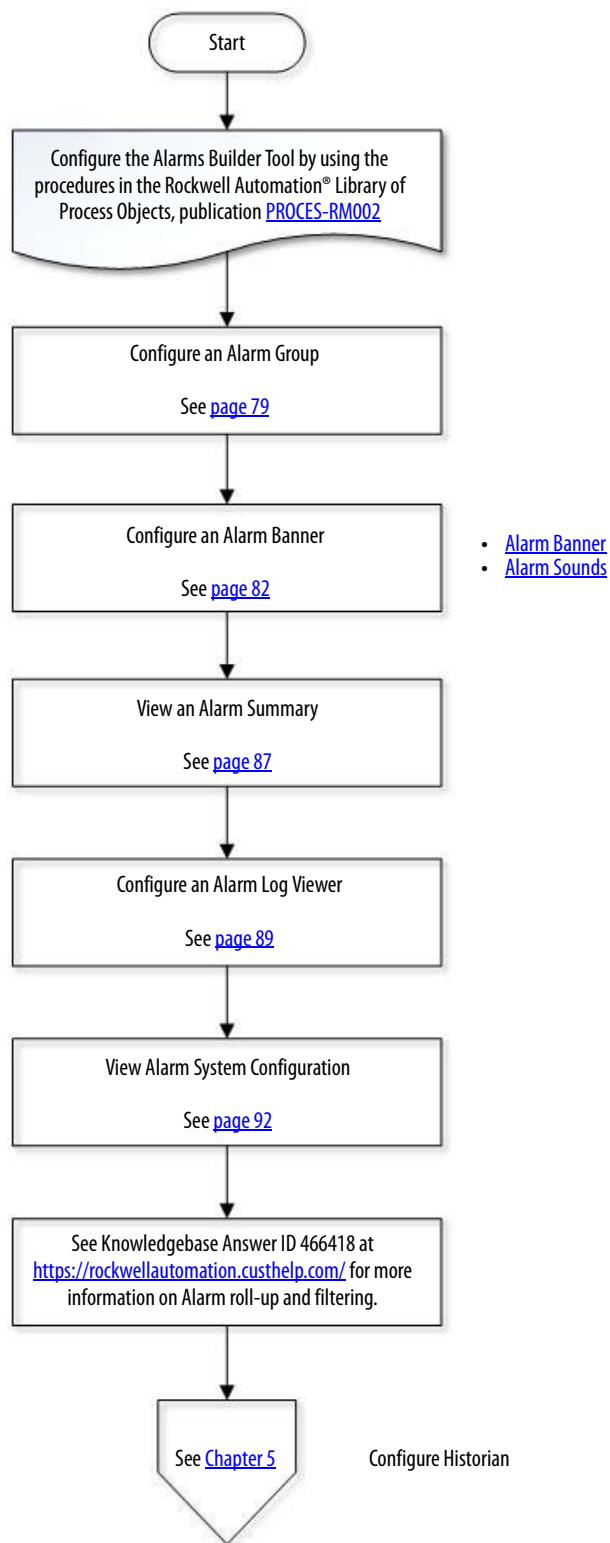 Start
Configure the Alarms Builder Tool by using the
procedures in the Rockwell Automation® Library of
Process Objects, publication PROCES-RM002
Configure an Alarm Group
See page 79
Configure an Alarm Banner
See page 82
• Alarm Banner
• Alarm Sounds
View an Alarm Summary
See page 87
Configure an Alarm Log Viewer
See page 89
View Alarm System Configuration
See page 92
See Knowledgebase Answer ID 466418 at
https://rockwellautomation.custhelp.com/ for more
information on Alarm roll-up and filtering.
See Chapter 5
Configure Historian